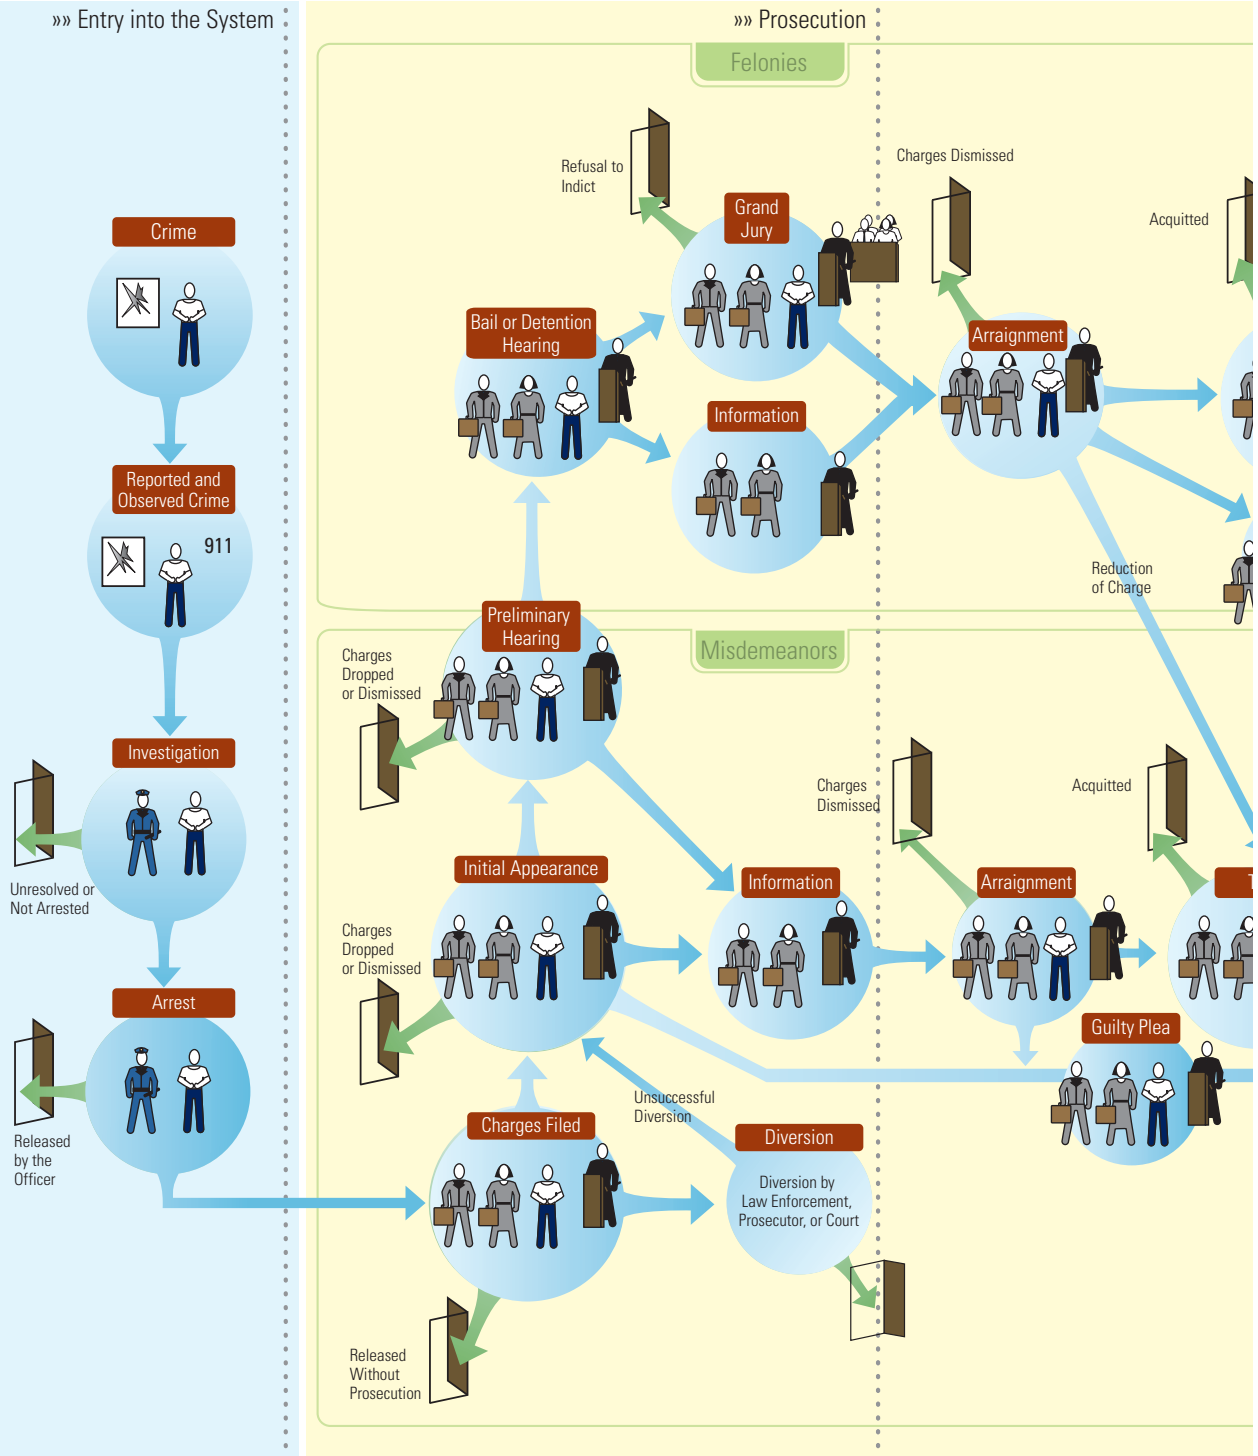 »» Entry into the System
»» Prosecution
Felonies
Refusal to
Indict
Charges Dismissed
Acquitted
Crime
Grand
Jury
Bail or Detention
Hearing
Arraignment
Information
Reported and
Observed Crime
911
Reduction
of Charge
Preliminary
Hearing
Misdemeanors
Charges
Dropped
or Dismissed
Investigation
Charges
Dismissed
Acquitted
Unresolved or
Not Arrested
Initial Appearance
Information
Arraignment
T
Charges
Dropped
or Dismissed
Arrest
Guilty Plea
Unsuccessful
Diversion
Charges Filed
Diversion
Released
by the
Officer
Diversion by
Law Enforcement,
Prosecutor, or Court
Released
Without
Prosecution